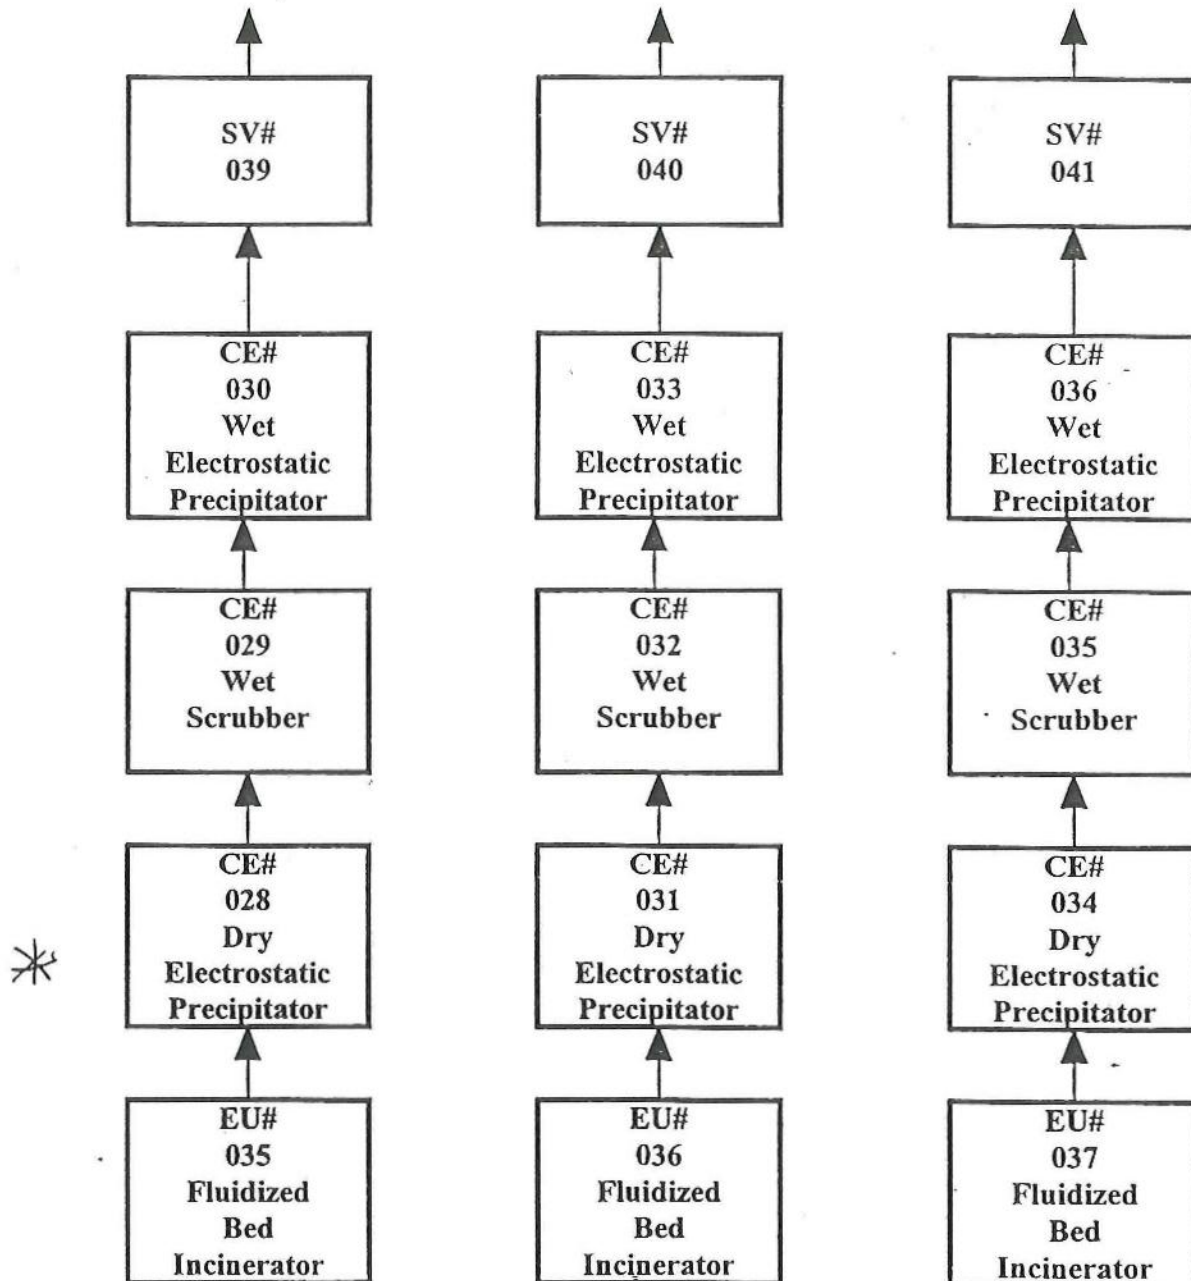 SV#
039
SV#
040
SV#
041
CE#
030
Wet
Electrostatic
Precipitator
CE#
033
Wet
Electrostatic
Precipitator
CE#
036
Wet
Electrostatic
Precipitator
CE#
029
Wet
Scrubber
CE#
032
Wet
Scrubber
CE#
035
Wet
Scrubber
CE#
028
Dry
Electrostatic
Precipitator
CE#
031
Dry
Electrostatic
Precipitator
CE#
034
Dry
Electrostatic
Precipitator
EU#
035
Fluidized
Bed
Incinerator
EU#
036
Fluidized
Bed
Incinerator
EU#
037
Fluidized
Bed
Incinerator